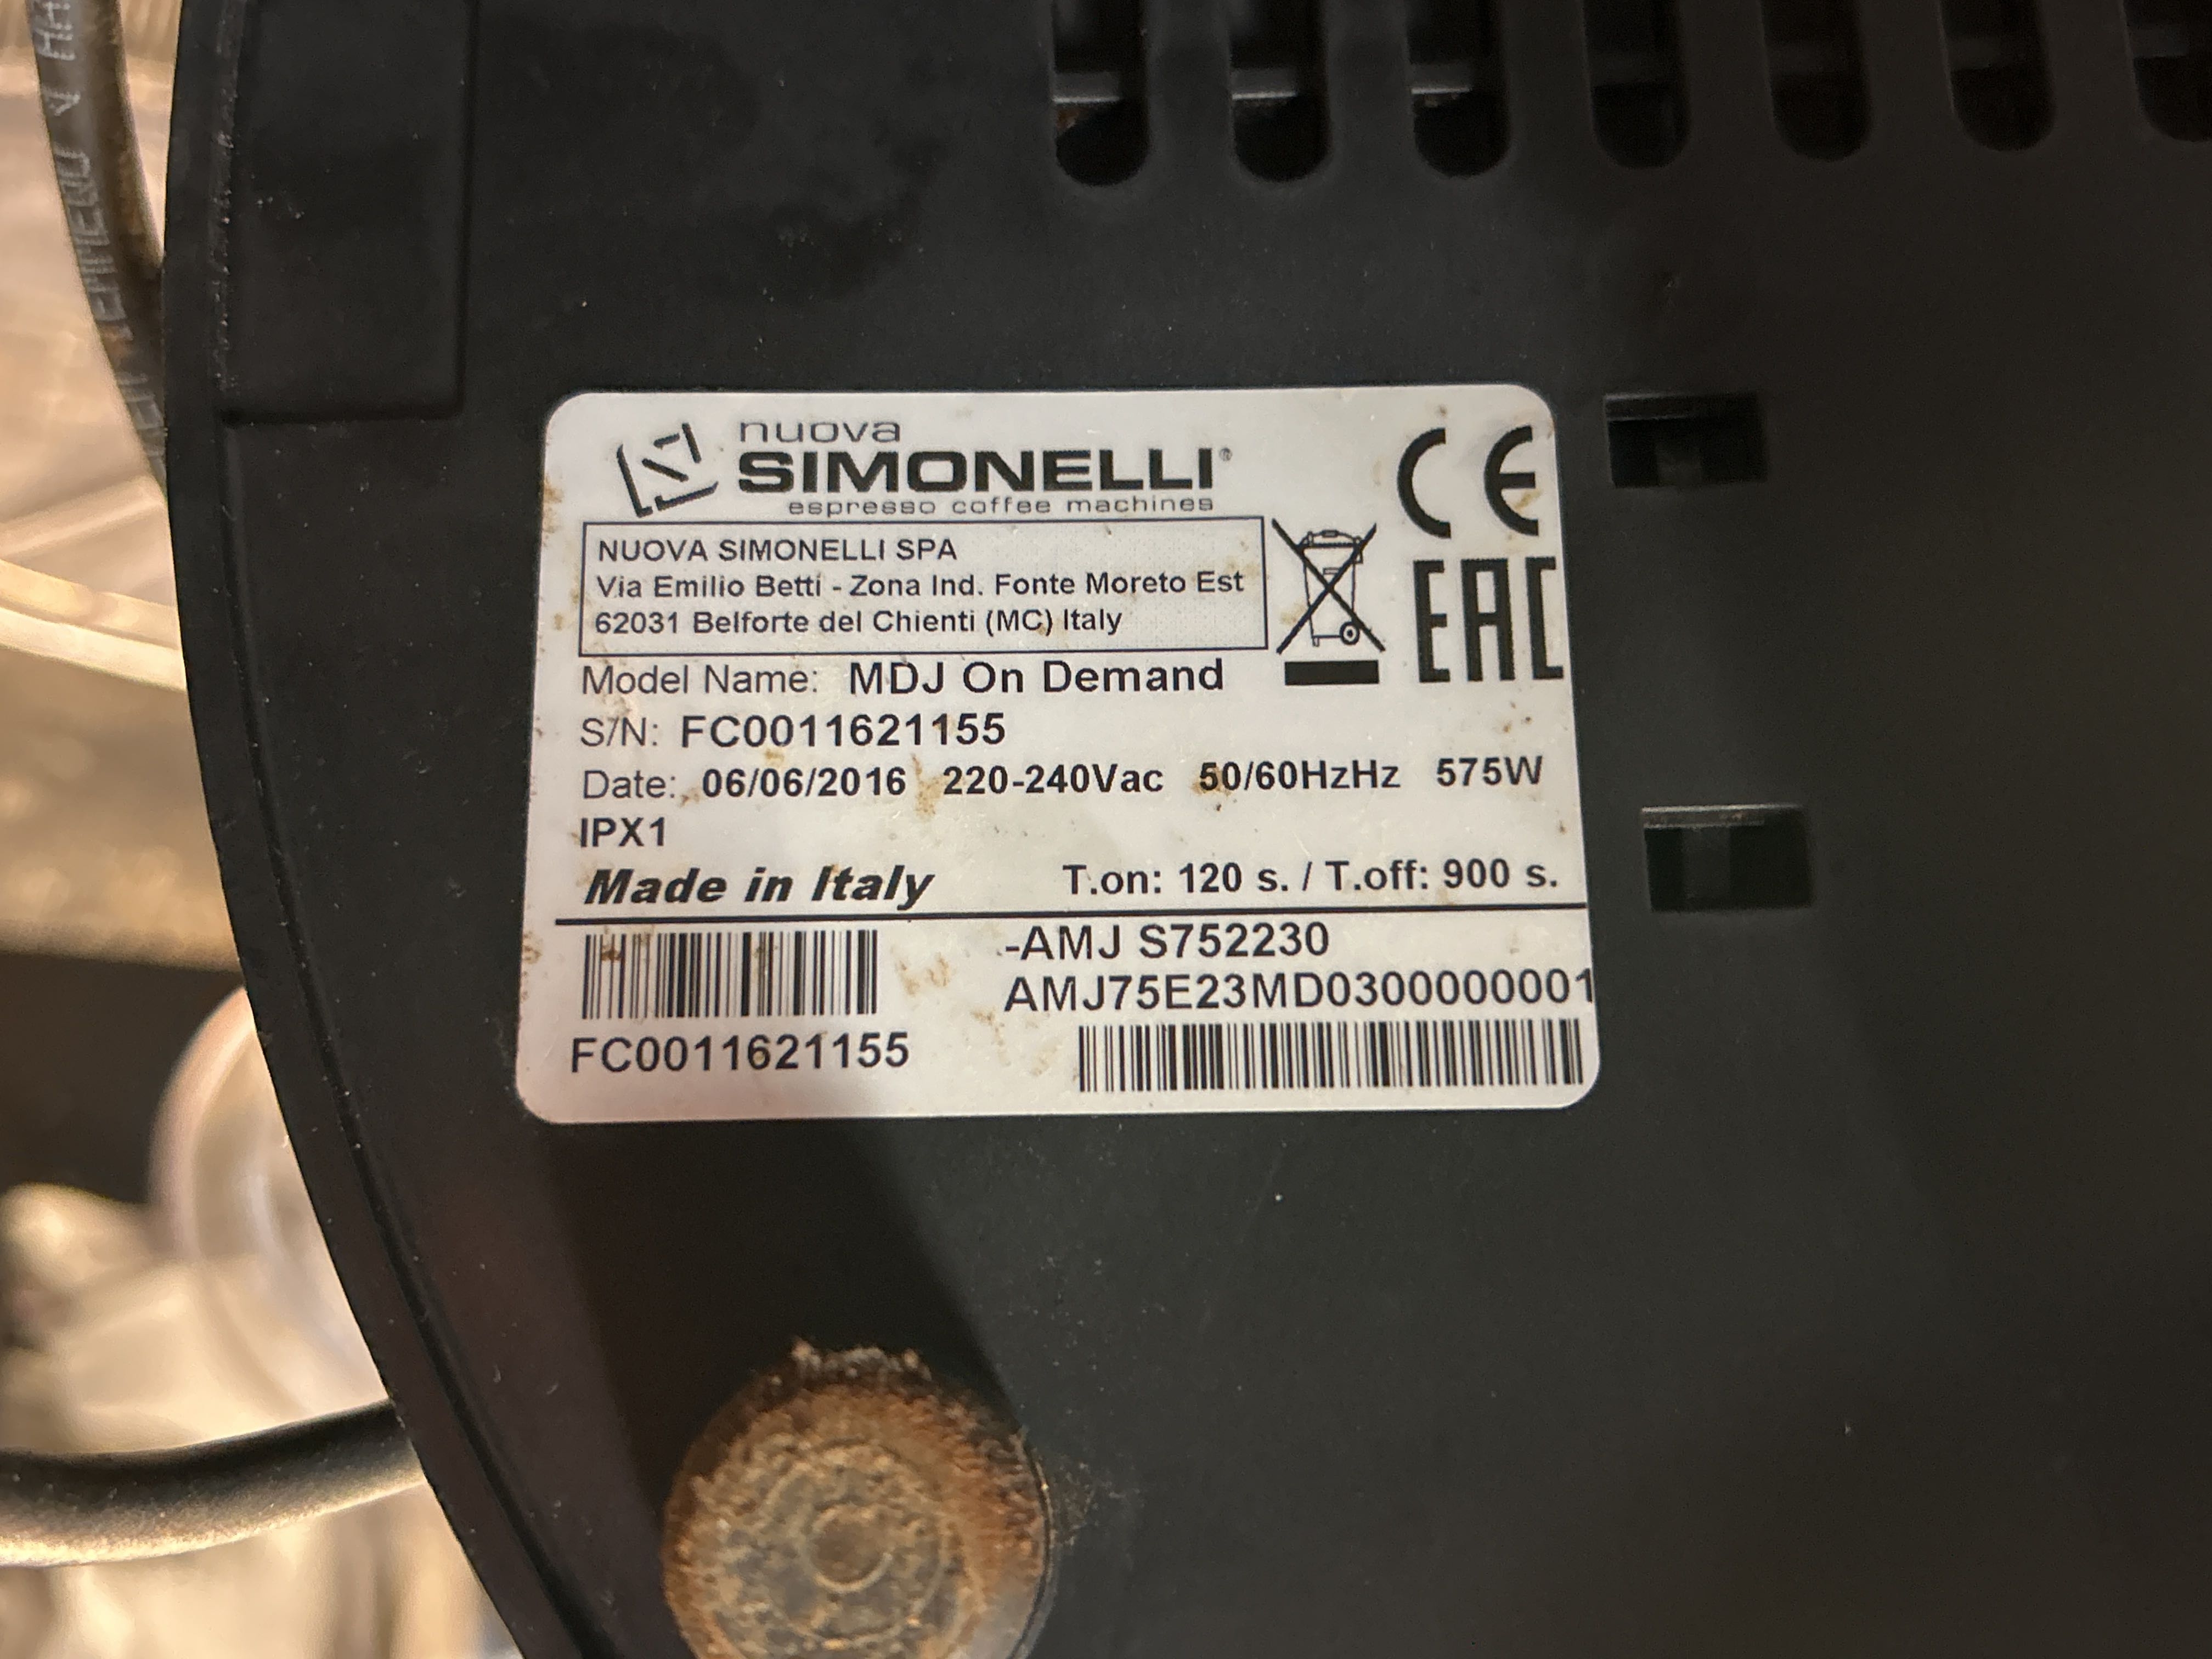 nuova
SIMONELLI®
espresso coffee machines
CE
NUOVA SIMONELLI SPA
Via Emilio Betti - Zona Ind. Fonte Moreto Est
62031 Belforte del Chienti (MC) Italy
EAC
Model Name: MDJ On Demand
S/N: FC0011621155
Date: 06/06/2016 220-240Vac 50/60HzHz 575W
IPX1
Made in Italy T.on: 120 s. / T.off: 900 s.
-AMJ S752230
AMJ75E23MD0300000001
FC0011621155